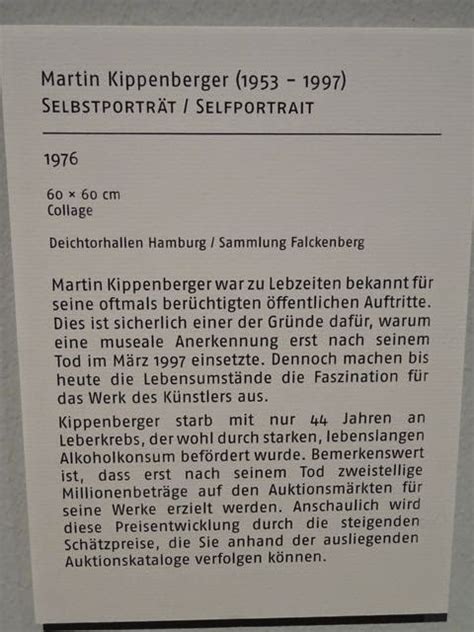 Martin Kippenberger (1953 – 1997)
SELBSTPORTRÄT / SELFPORTRAIT
1976
60 × 60 cm
Collage
Deichtorhallen Hamburg / Sammlung Falckenberg
Martin Kippenberger war zu Lebzeiten bekannt für
seine oftmals berüchtigten öffentlichen Auftritte.
Dies ist sicherlich einer der Gründe dafür, warum
eine museale Anerkennung erst nach seinem
Tod im März 1997 einsetzte. Dennoch machen bis
heute die Lebensumstände die Faszination für
das Werk des Künstlers aus.
Kippenberger starb mit nur 44 Jahren an
Leberkrebs, der wohl durch starken, lebenslangen
Alkoholkonsum befördert wurde. Bemerkenswert
ist, dass erst nach seinem Tod zweistellige
Millionenbeträge auf den Auktionsmärkten für
seine Werke erzielt werden. Anschaulich wird
diese Preisentwicklung durch die steigenden
Schätzpreise, die Sie anhand der ausliegenden
Auktionskataloge verfolgen können.